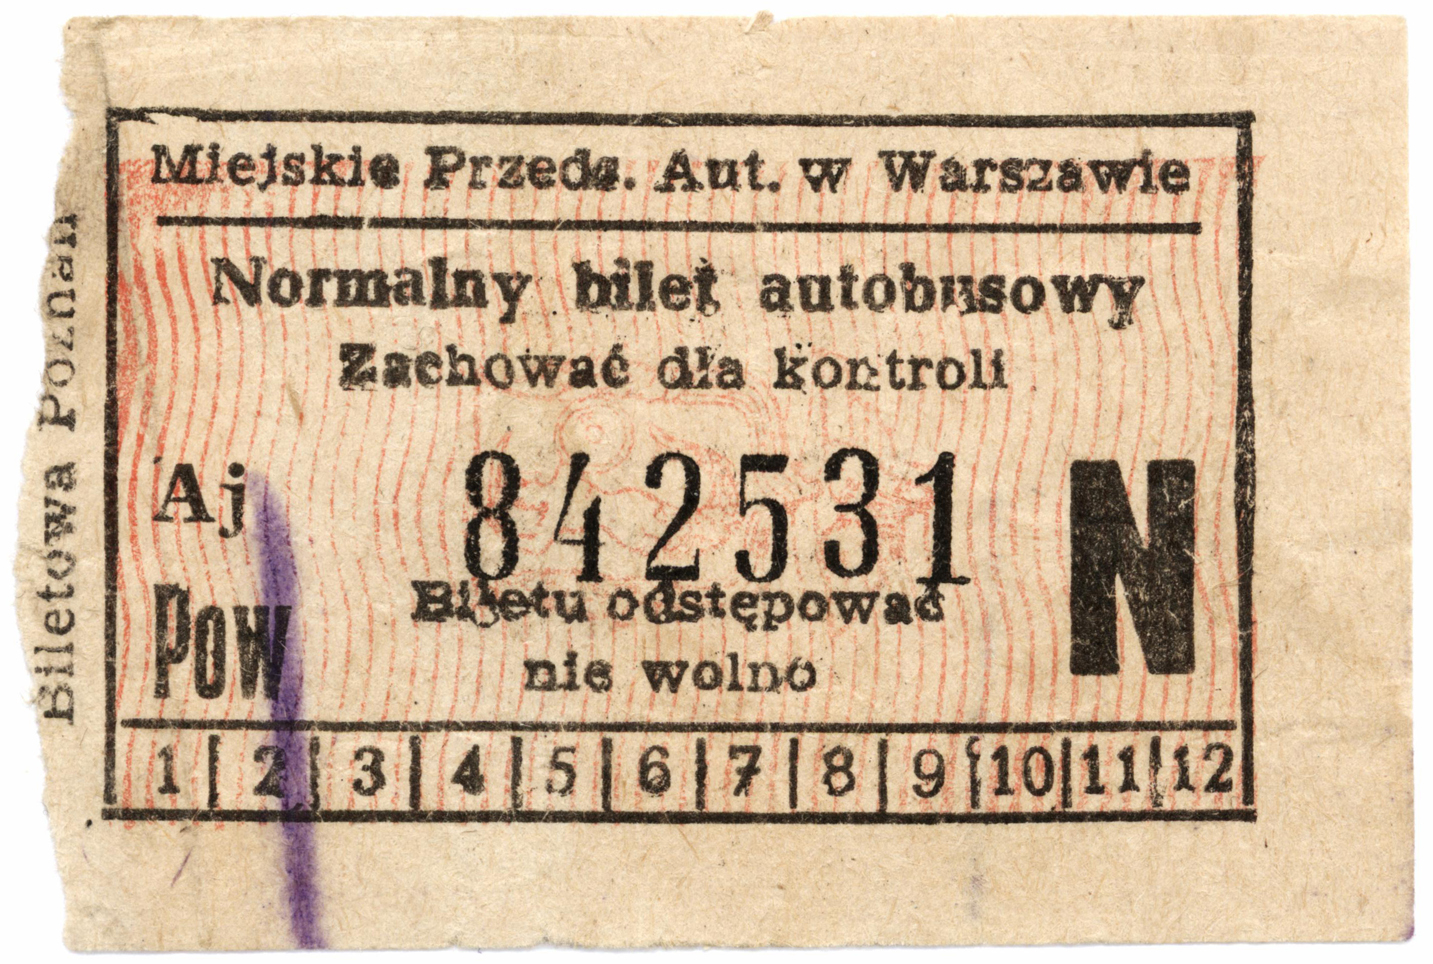 Miejskie Przeds. Aut. w Warszawie
Normalny bilet autobusowy
Zachować dla kontroli
Aj
842531
N
Pow
Biletu odstępować
nie wolno
1 | 2 | 3 | 4 | 5 | 6 | 7 | 8 | 9 | 10 | 11 | 12
Biletowa Poznań